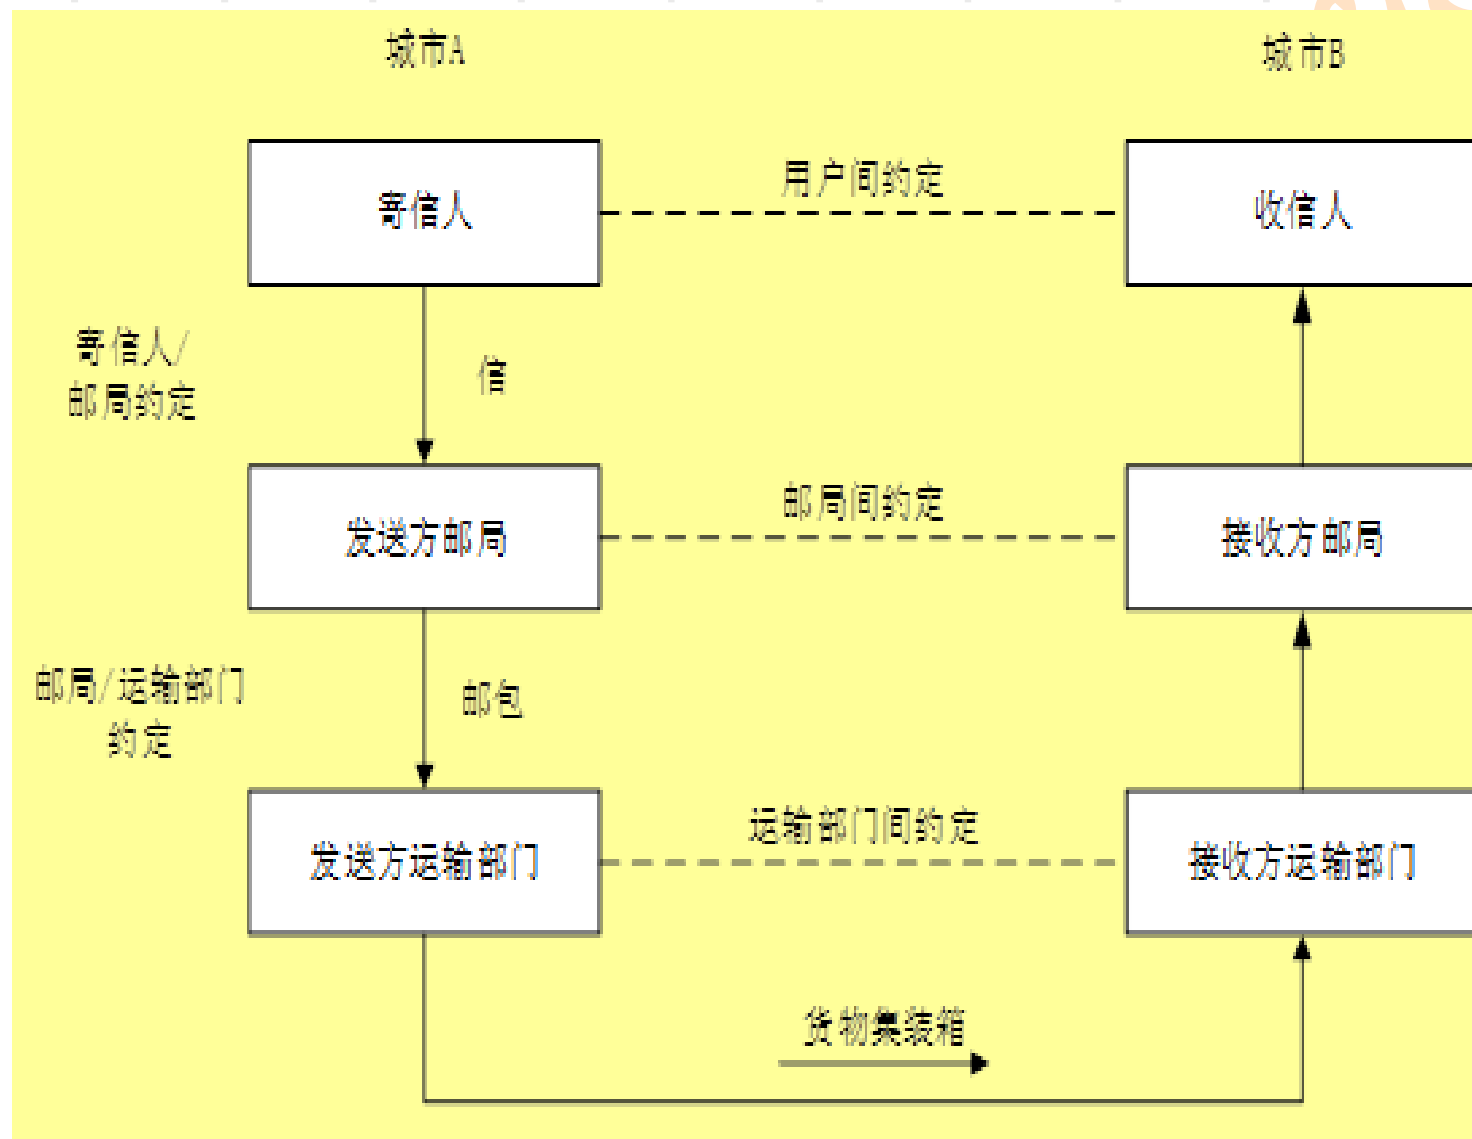 城市A
城市B
用户间约定
寄信人
收信人
寄信人/
邮局约定
信
邮局间约定
发送方邮局
接收方邮局
邮局/运输部门
约定
邮包
运输部门间约定
发送方运输部门
接收方运输部门
货物集装箱